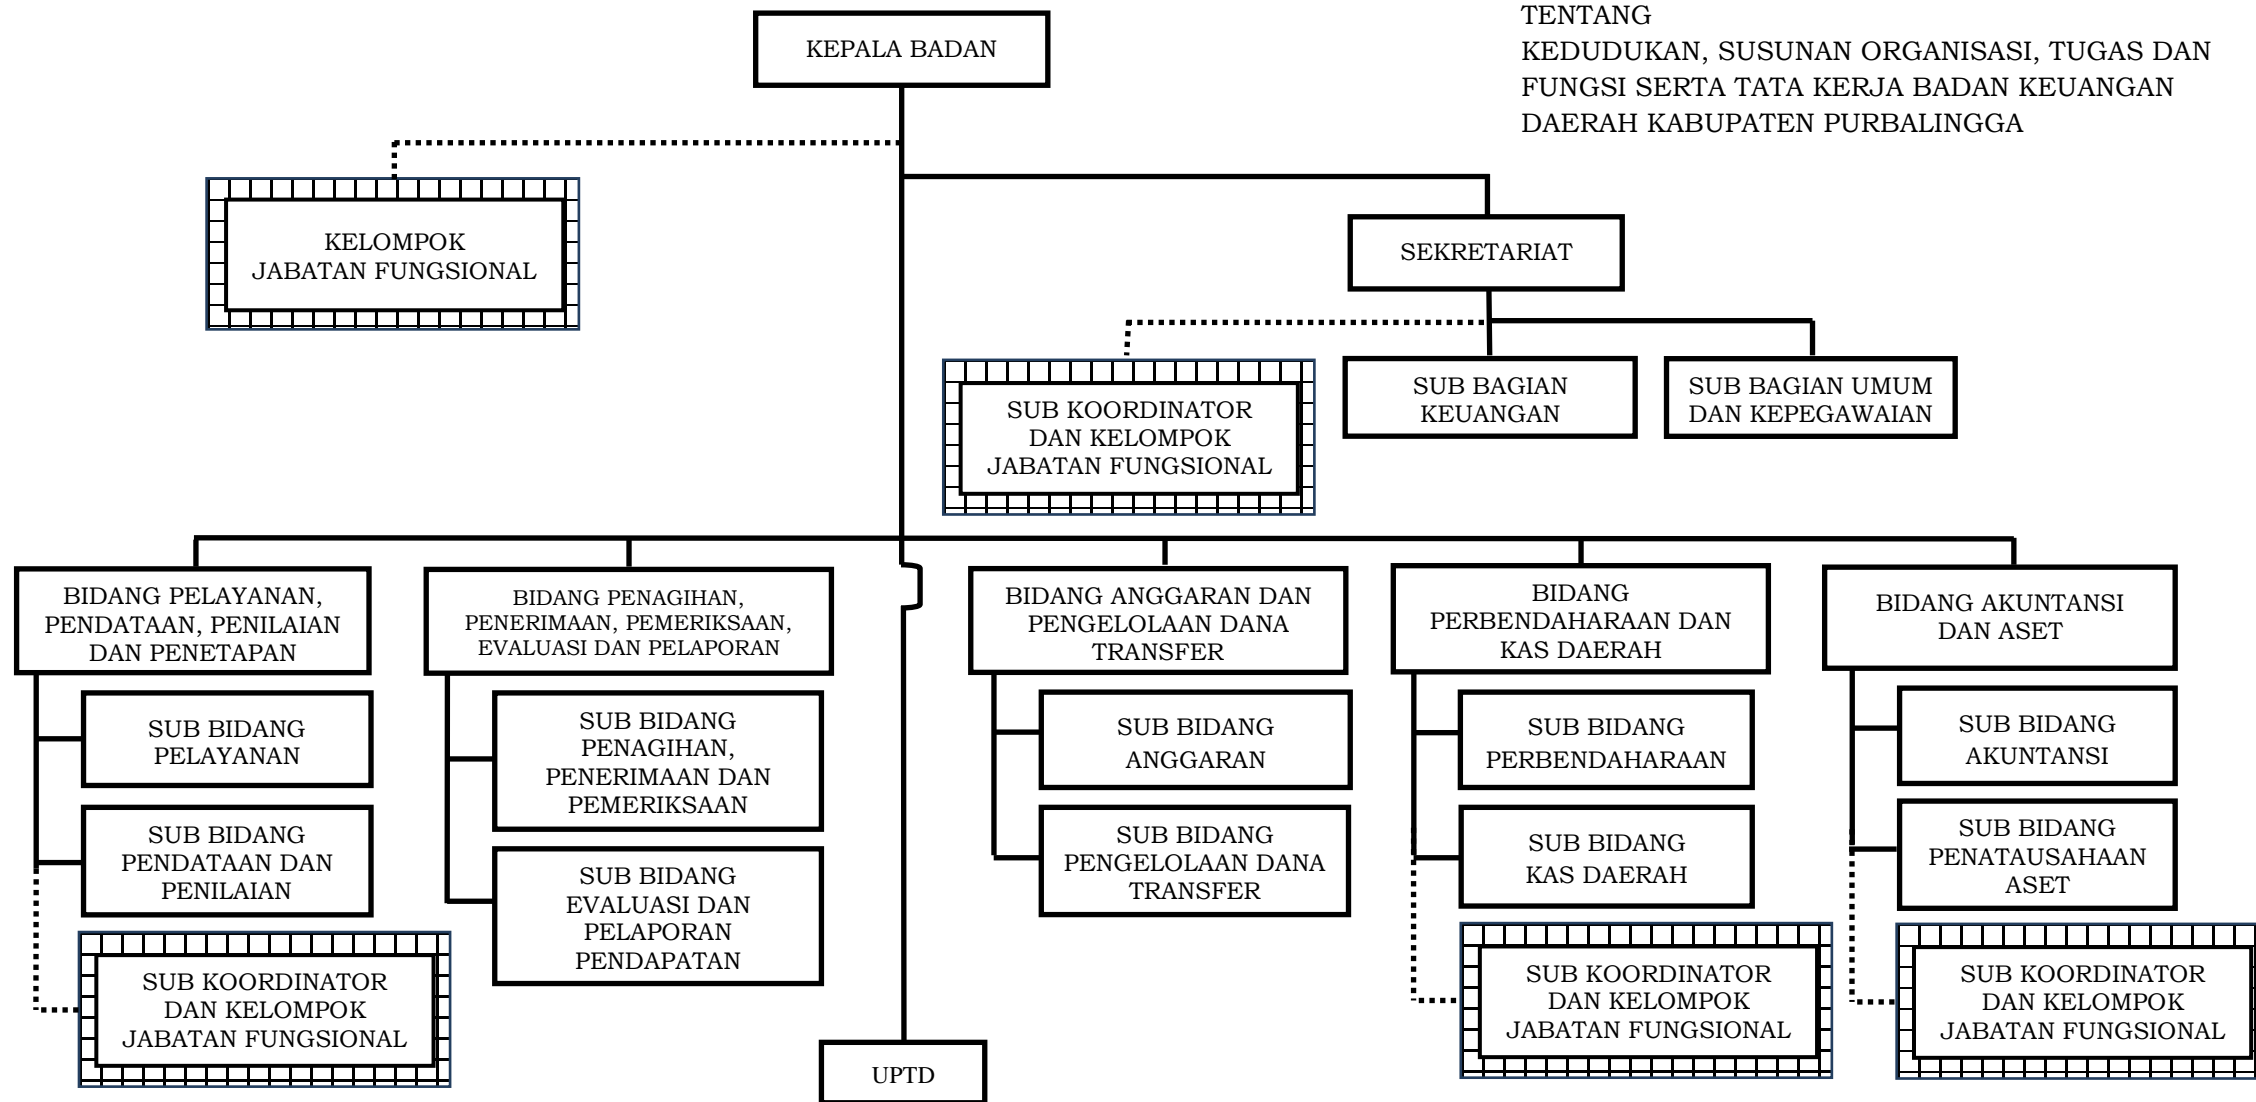 TENTANG
KEDUDUKAN, SUSUNAN ORGANISASI, TUGAS DAN
FUNGSI SERTA TATA KERJA BADAN KEUANGAN
DAERAH KABUPATEN PURBALINGGA
KEPALA BADAN
KELOMPOK
JABATAN FUNGSIONAL
SEKRETARIAT
SUB KOORDINATOR
DAN KELOMPOK
JABATAN FUNGSIONAL
SUB BAGIAN
KEUANGAN
SUB BAGIAN UMUM
DAN KEPEGAWAIAN
BIDANG PELAYANAN,
PENDATAAN, PENILAIAN
DAN PENETAPAN
SUB BIDANG
PELAYANAN
SUB BIDANG
PENDATAAN DAN
PENILAIAN
SUB KOORDINATOR
DAN KELOMPOK
JABATAN FUNGSIONAL
BIDANG PENAGIHAN,
PENERIMAAN, PEMERIKSAAN,
EVALUASI DAN PELAPORAN
SUB BIDANG
PENAGIHAN,
PENERIMAAN DAN
PEMERIKSAAN
SUB BIDANG
EVALUASI DAN
PELAPORAN
PENDAPATAN
UPTD
BIDANG ANGGARAN DAN
PENGELOLAAN DANA
TRANSFER
SUB BIDANG
ANGGARAN
SUB BIDANG
PENGELOLAAN DANA
TRANSFER
BIDANG
PERBENDAHARAAN DAN
KAS DAERAH
SUB BIDANG
PERBENDAHARAAN
SUB BIDANG
KAS DAERAH
SUB KOORDINATOR
DAN KELOMPOK
JABATAN FUNGSIONAL
BIDANG AKUNTANSI
DAN ASET
SUB BIDANG
AKUNTANSI
SUB BIDANG
PENATAUSAHAAN
ASET
SUB KOORDINATOR
DAN KELOMPOK
JABATAN FUNGSIONAL